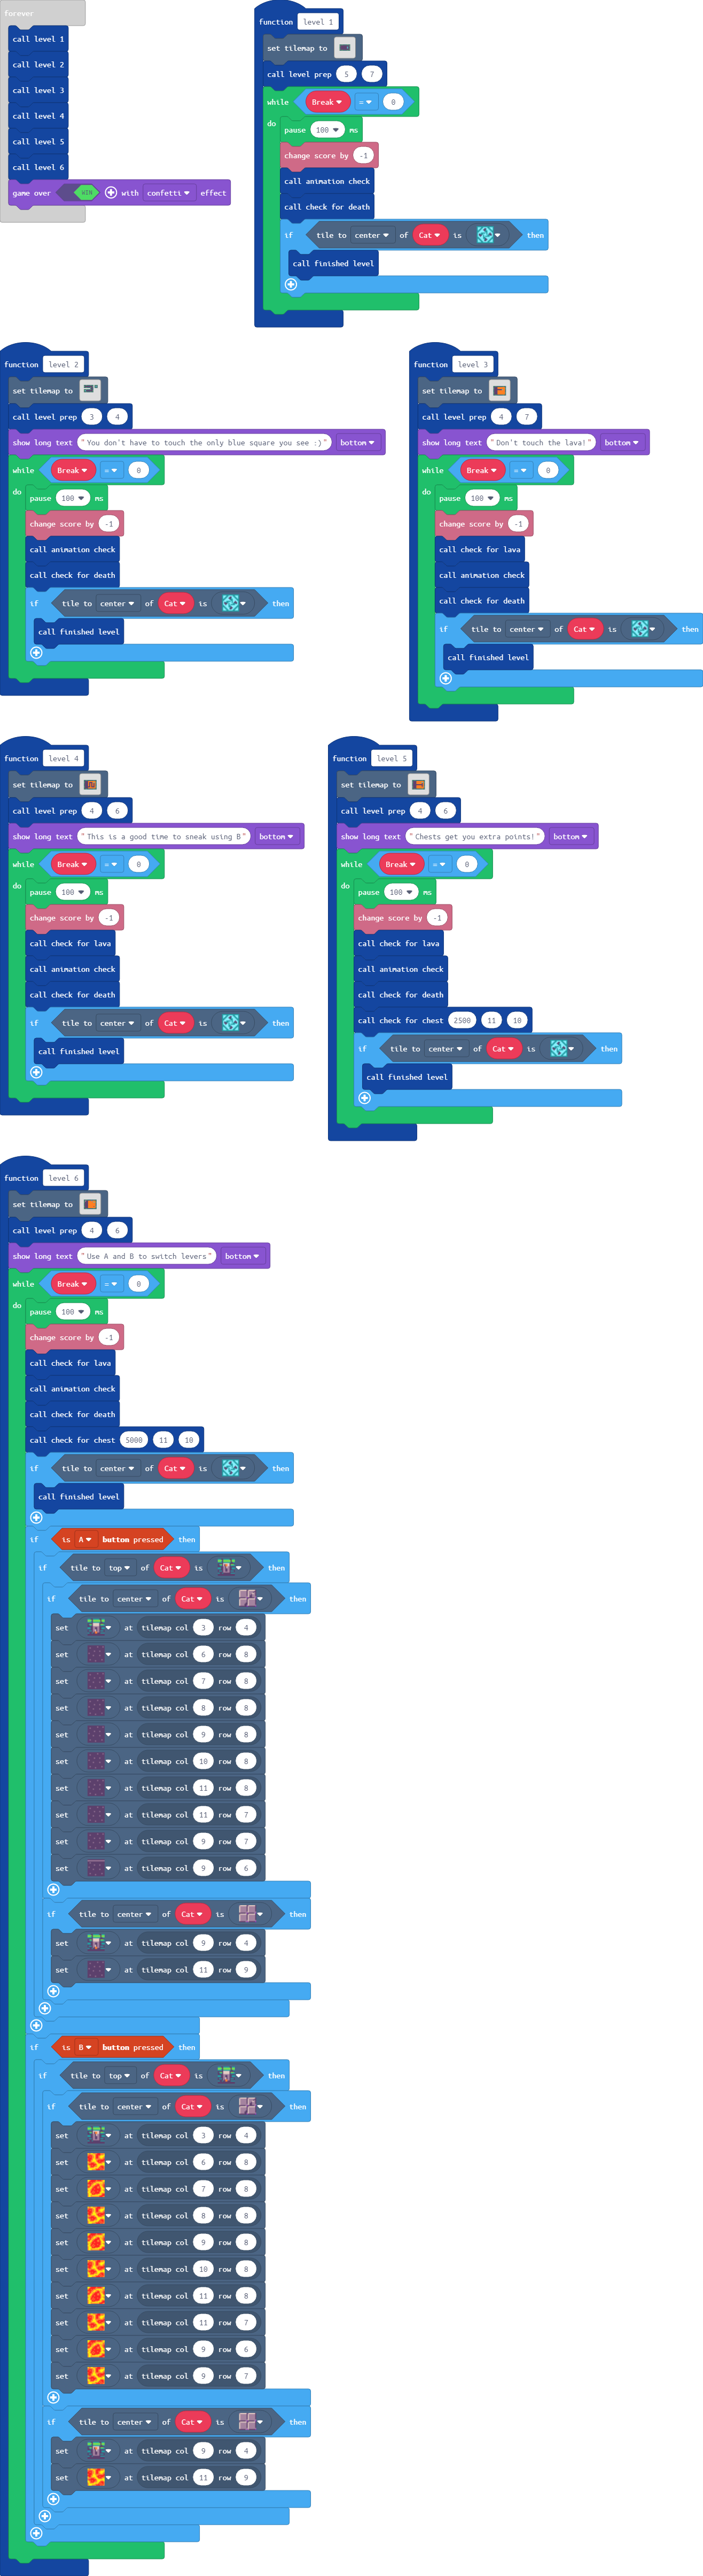 forever
call level 1
call level 2
call level 3
call level 4
call level 5
call level 6
game over WIN with confetti effect
function level 1
set tilemap to
call level prep 5 7
while Break = 0
do
pause 100 ms
change score by -1
call animation check
call check for death
if tile to center of Cat is then
call finished level
function level 2
set tilemap to
call level prep 3 4
show long text "You don't have to touch the only blue square you see :)" bottom
while Break = 0
do
pause 100 ms
change score by -1
call animation check
call check for death
if tile to center of Cat is then
call finished level
function level 3
set tilemap to
call level prep 4 7
show long text "Don't touch the lava!" bottom
while Break = 0
do
pause 100 ms
change score by -1
call check for lava
call animation check
call check for death
if tile to center of Cat is then
call finished level
function level 4
set tilemap to
call level prep 4 6
show long text "This is a good time to sneak using B" bottom
while Break = 0
do
pause 100 ms
change score by -1
call check for lava
call animation check
call check for death
if tile to center of Cat is then
call finished level
function level 5
set tilemap to
call level prep 4 6
show long text "Chests get you extra points!" bottom
while Break = 0
do
pause 100 ms
change score by -1
call check for lava
call animation check
call check for death
call check for chest 2500 11 10
if tile to center of Cat is then
call finished level
function level 6
set tilemap to
call level prep 4 6
show long text "Use A and B to switch levers" bottom
while Break = 0
do
pause 100 ms
change score by -1
call check for lava
call animation check
call check for death
call check for chest 5000 11 10
if tile to center of Cat is then
call finished level
if is A button pressed then
if tile to top of Cat is then
if tile to center of Cat is then
set at tilemap col 3 row 4
set at tilemap col 6 row 8
set at tilemap col 7 row 8
set at tilemap col 8 row 8
set at tilemap col 9 row 8
set at tilemap col 10 row 8
set at tilemap col 11 row 8
set at tilemap col 11 row 7
set at tilemap col 9 row 7
set at tilemap col 9 row 6
if tile to center of Cat is then
set at tilemap col 9 row 4
set at tilemap col 11 row 9
if is B button pressed then
if tile to top of Cat is then
if tile to center of Cat is then
set at tilemap col 3 row 4
set at tilemap col 6 row 8
set at tilemap col 7 row 8
set at tilemap col 8 row 8
set at tilemap col 9 row 8
set at tilemap col 10 row 8
set at tilemap col 11 row 8
set at tilemap col 11 row 7
set at tilemap col 9 row 6
set at tilemap col 9 row 7
if tile to center of Cat is then
set at tilemap col 9 row 4
set at tilemap col 11 row 9